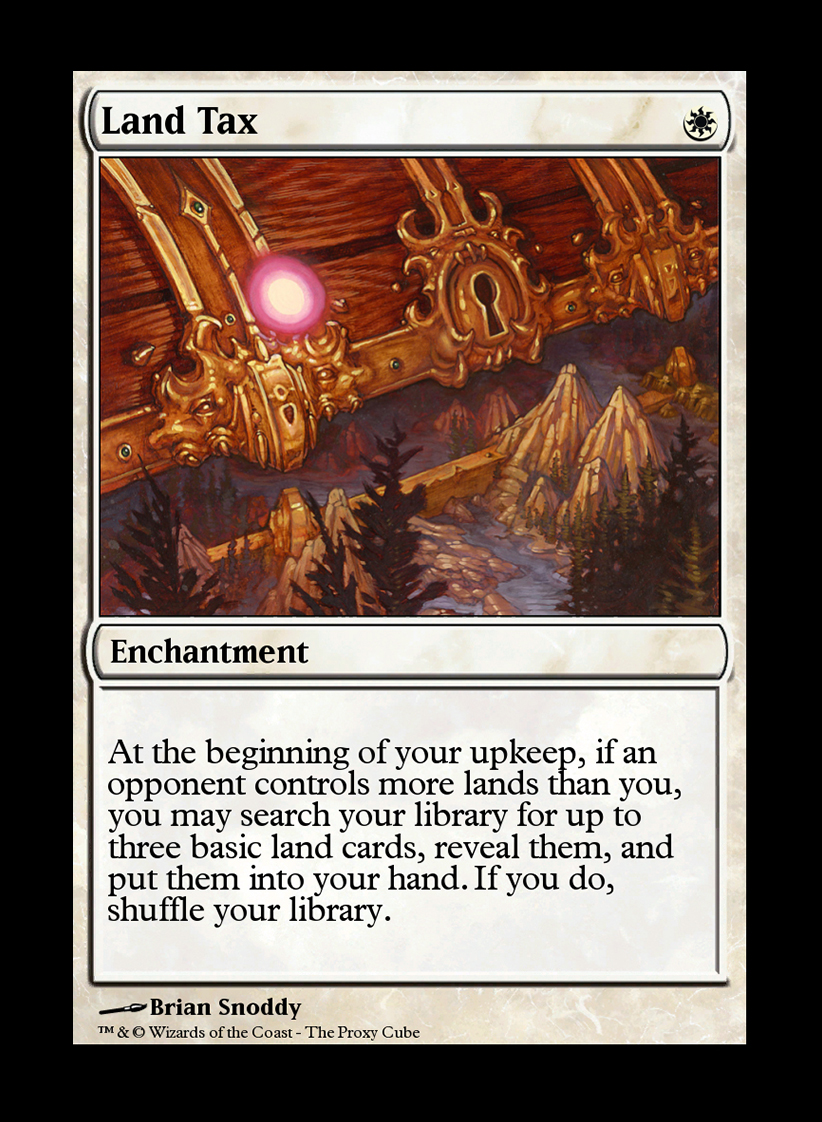 Land Tax
Enchantment
At the beginning of your upkeep, if an
opponent controls more lands than you,
you may search your library for up to
three basic land cards, reveal them, and
put them into your hand. If you do,
shuffle your library.
Brian Snoddy
™ & © Wizards of the Coast - The Proxy Cube